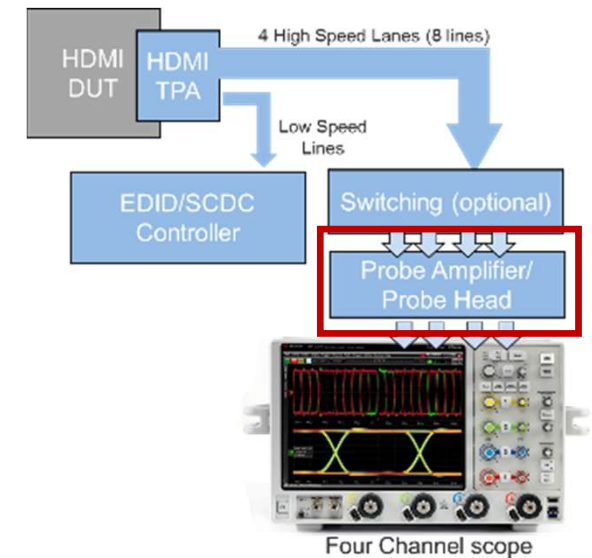 4 High Speed Lanes (8 lines)
HDMI
DUT
HDMI
TPA
Low Speed
Lines
EDID/SCDC
Controller
Switching (optional)
Probe Amplifier/
Probe Head
Four Channel scope